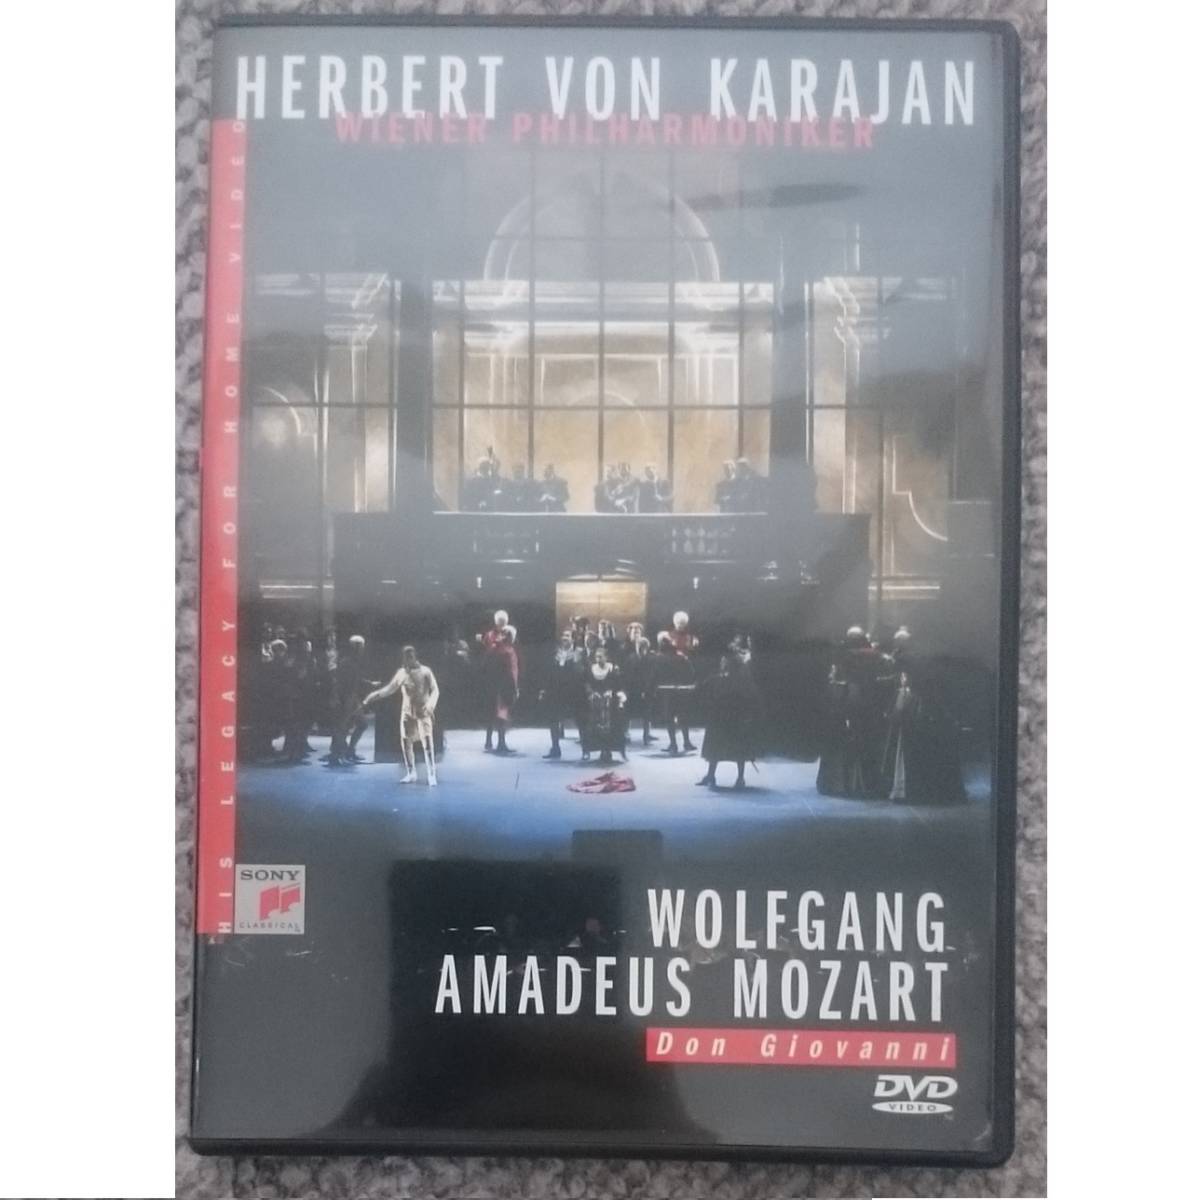 HERBERT VON KARAJAN
WIENER PHILHARMONIKER
HIS LEGACY FOR HOME VIDEO
SONY
CLASSICAL
WOLFGANG
AMADEUS MOZART
Don Giovanni
DVD
VIDEO